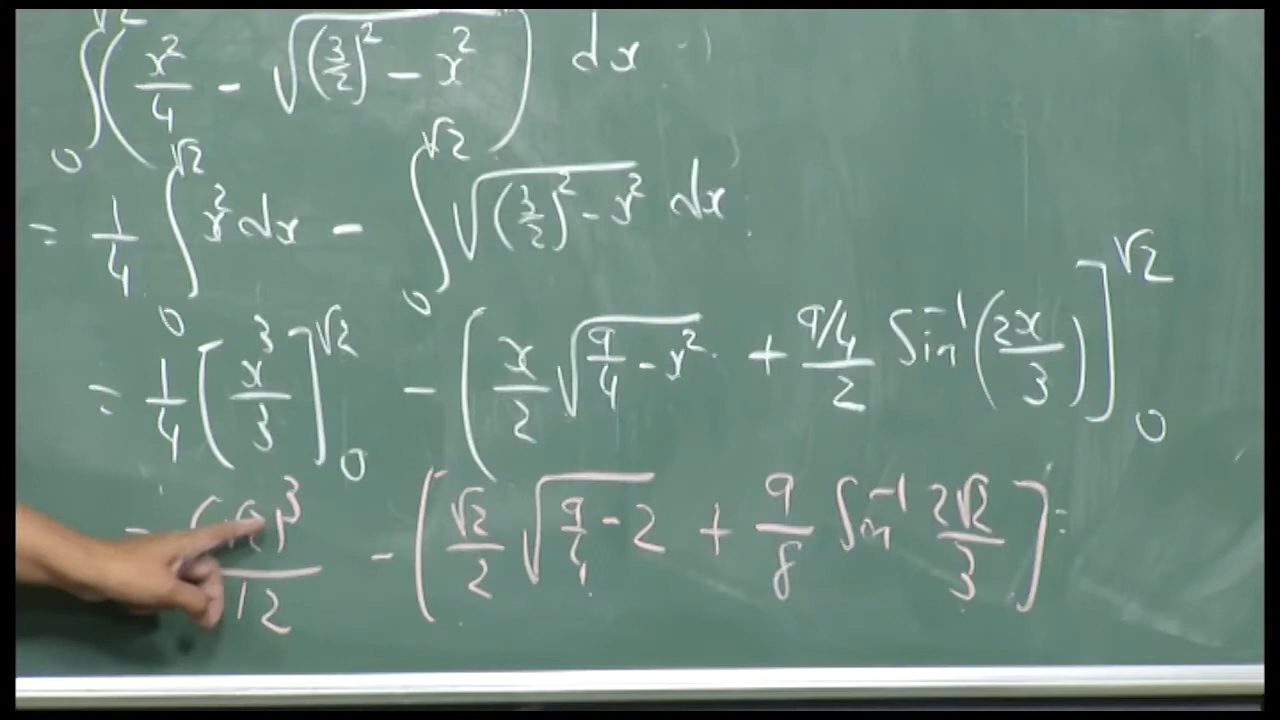 ∫₀^√2 ( x²/4 - √((3/2)² - x²) ) dx
= 1/4 ∫₀^√2 x² dx - ∫₀^√2 √((3/2)² - x²) dx
= 1/4 [ x³/3 ]₀^√2 - [ x/2 √(9/4 - x²) + (9/4)/2 Sin⁻¹(2x/3) ]₀^√2
= (√2)³/12 - [ √2/2 √(9/4 - 2) + 9/8 Sin⁻¹ 2√2/3 ] =